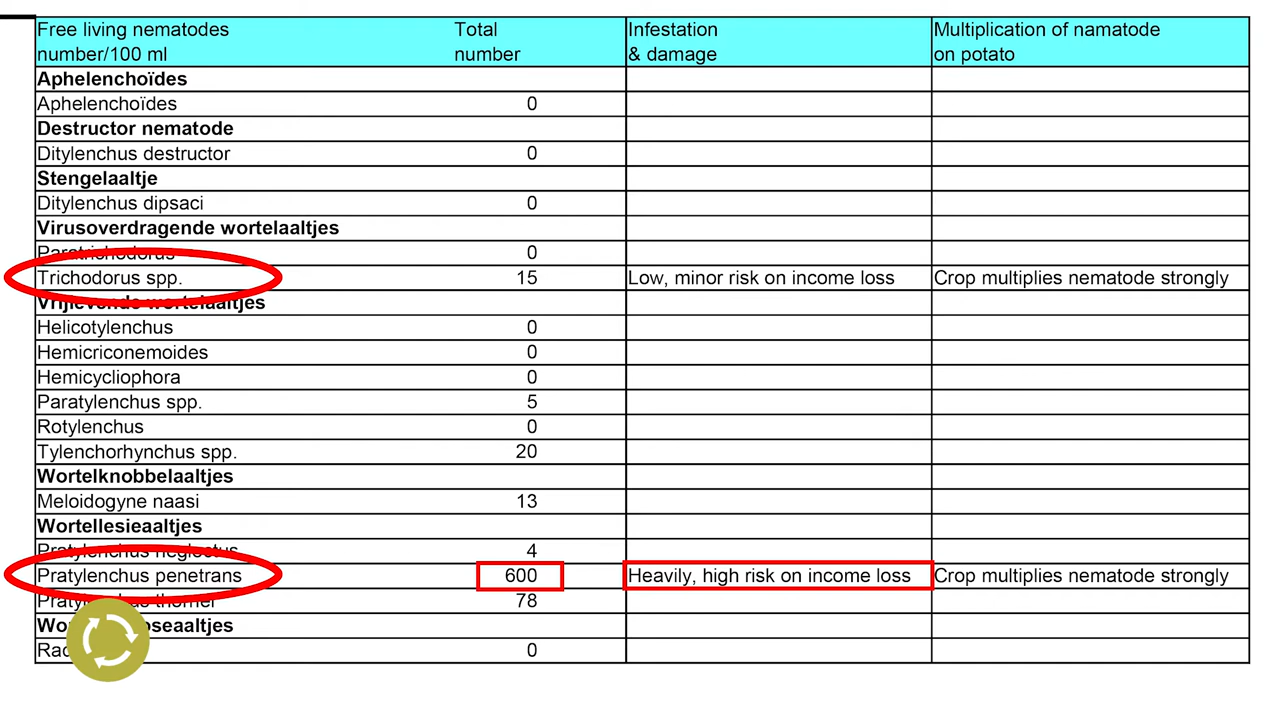 Free living nematodes Total Infestation Multiplication of namatode
number/100 ml number & damage on potato
Aphelenchoïdes
Aphelenchoïdes 0
Destructor nematode
Ditylenchus destructor 0
Stengelaaltje
Ditylenchus dipsaci 0
Virusoverdragende wortelaaltjes
Paratrichodorus 0
Trichodorus spp. 15 Low, minor risk on income loss Crop multiplies nematode strongly
Vrijlevende wortelaaltjes
Helicotylenchus 0
Hemicriconemoides 0
Hemicycliophora 0
Paratylenchus spp. 5
Rotylenchus 0
Tylenchorhynchus spp. 20
Wortelknobbelaaltjes
Meloidogyne naasi 13
Wortellesieaaltjes
Pratylenchus neglectus 4
Pratylenchus penetrans 600 Heavily, high risk on income loss Crop multiplies nematode strongly
Pratylenchus thornei 78
0